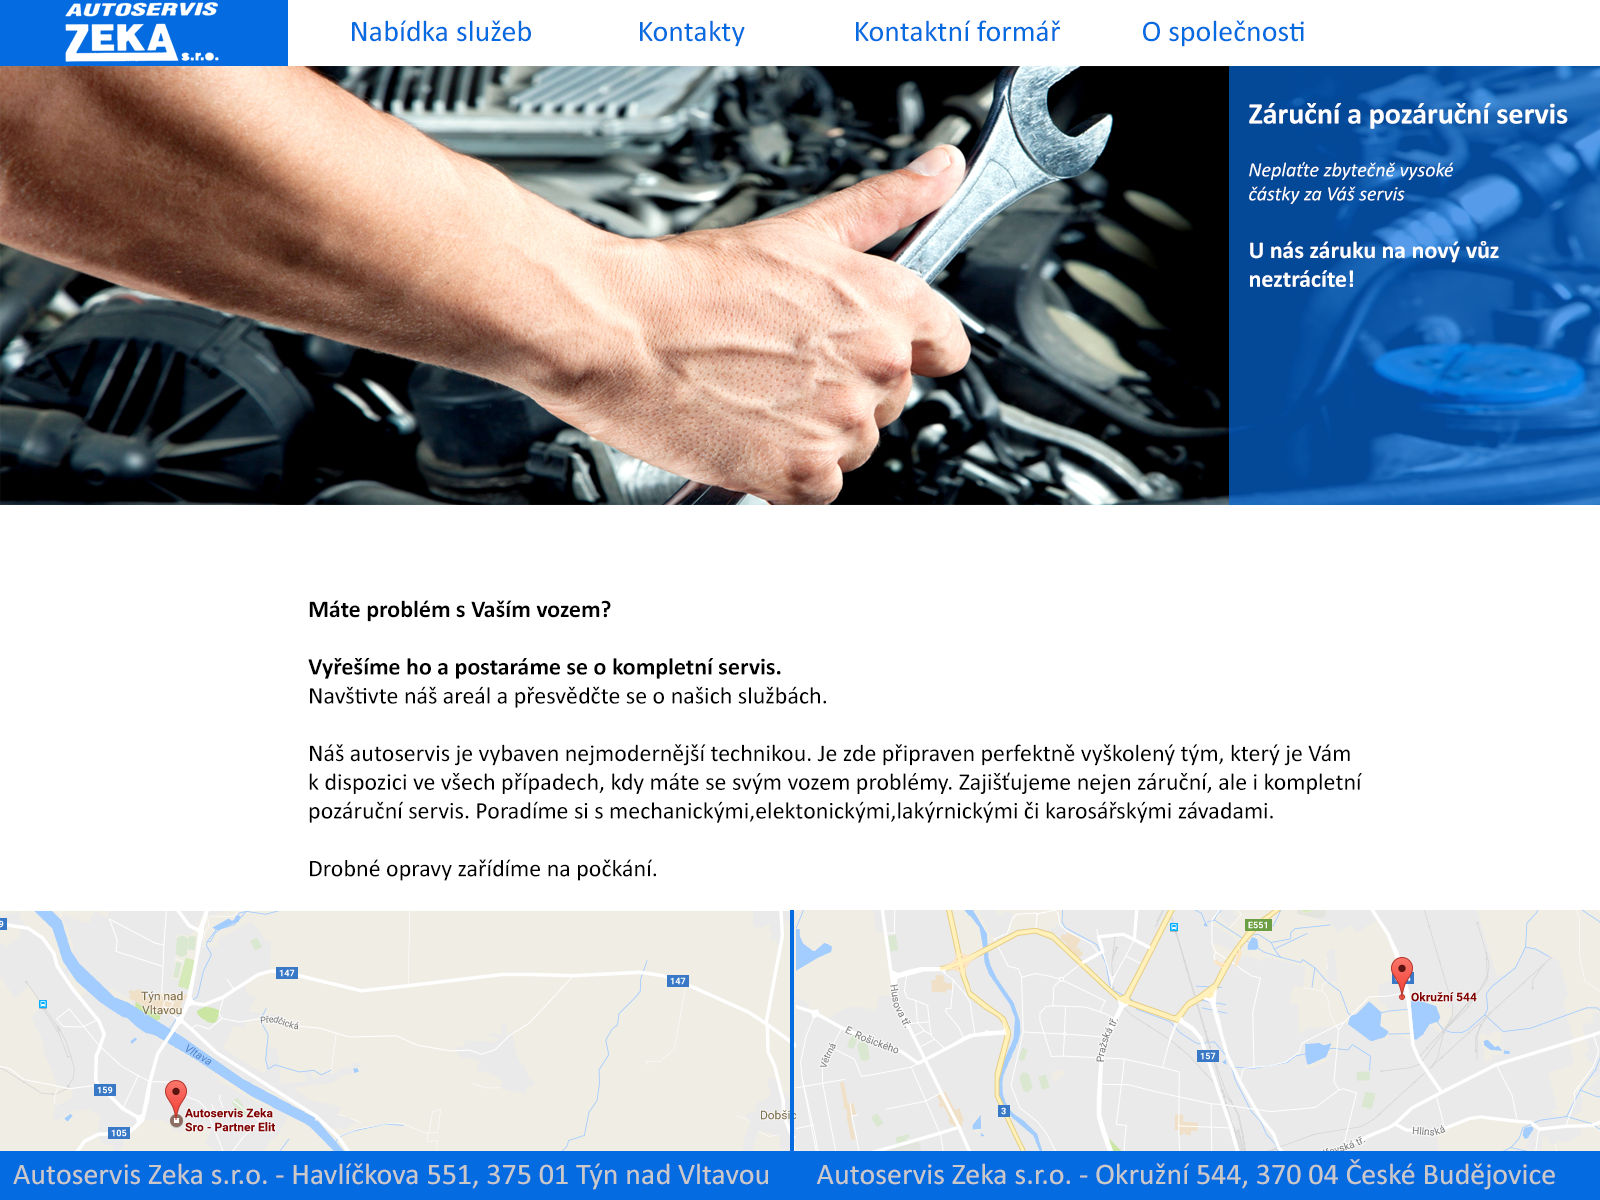 AUTOSERVIS
ZEKA s.r.o.
Nabídka služeb
Kontakty
Kontaktní formář
O společnosti
Záruční a pozáruční servis
Neplaťte zbytečně vysoké
částky za Váš servis
U nás záruku na nový vůz
neztrácíte!
Máte problém s Vaším vozem?
Vyřešíme ho a postaráme se o kompletní servis.
Navštivte náš areál a přesvědčte se o našich službách.
Náš autoservis je vybaven nejmodernější technikou. Je zde připraven perfektně vyškolený tým, který je Vám
k dispozici ve všech případech, kdy máte se svým vozem problémy. Zajišťujeme nejen záruční, ale i kompletní
pozáruční servis. Poradíme si s mechanickými,elektonickými,lakýrnickými či karosářskými závadami.
Drobné opravy zařídíme na počkání.
147
147
Týn nad
Vltavou
Předčická
Vltava
159
105
Autoservis Zeka
Sro - Partner Elit
Dobšic
E551
Okružní 544
Husova tř.
E. Rošického
Větrná
Pražská tř.
157
3
Hlinská
Autoservis Zeka s.r.o. - Havlíčkova 551, 375 01 Týn nad Vltavou
Autoservis Zeka s.r.o. - Okružní 544, 370 04 České Budějovice